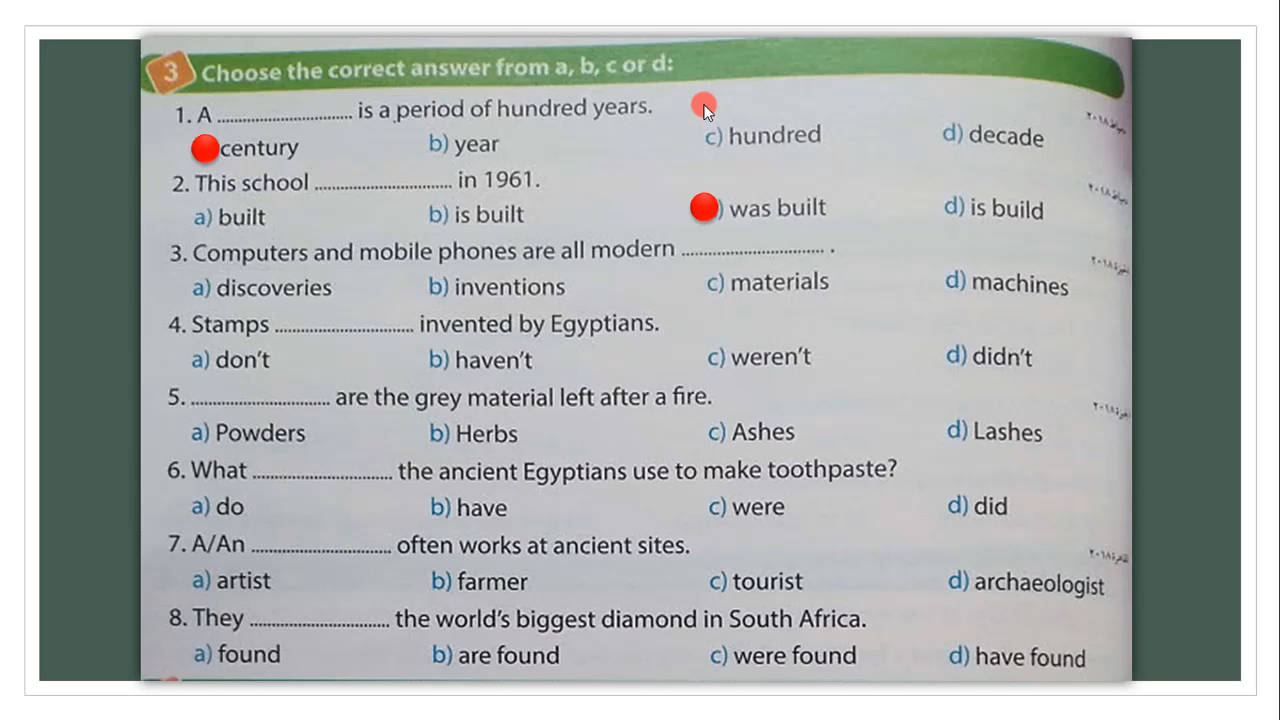 3 Choose the correct answer from a, b, c or d:
1. A .............................. is a period of hundred years.
century b) year c) hundred d) decade
2. This school .............................. in 1961.
a) built b) is built ) was built d) is build
3. Computers and mobile phones are all modern .............................. .
a) discoveries b) inventions c) materials d) machines
4. Stamps .............................. invented by Egyptians.
a) don't b) haven't c) weren't d) didn't
5. .............................. are the grey material left after a fire.
a) Powders b) Herbs c) Ashes d) Lashes
6. What .............................. the ancient Egyptians use to make toothpaste?
a) do b) have c) were d) did
7. A/An .............................. often works at ancient sites.
a) artist b) farmer c) tourist d) archaeologist
8. They .............................. the world's biggest diamond in South Africa.
a) found b) are found c) were found d) have found